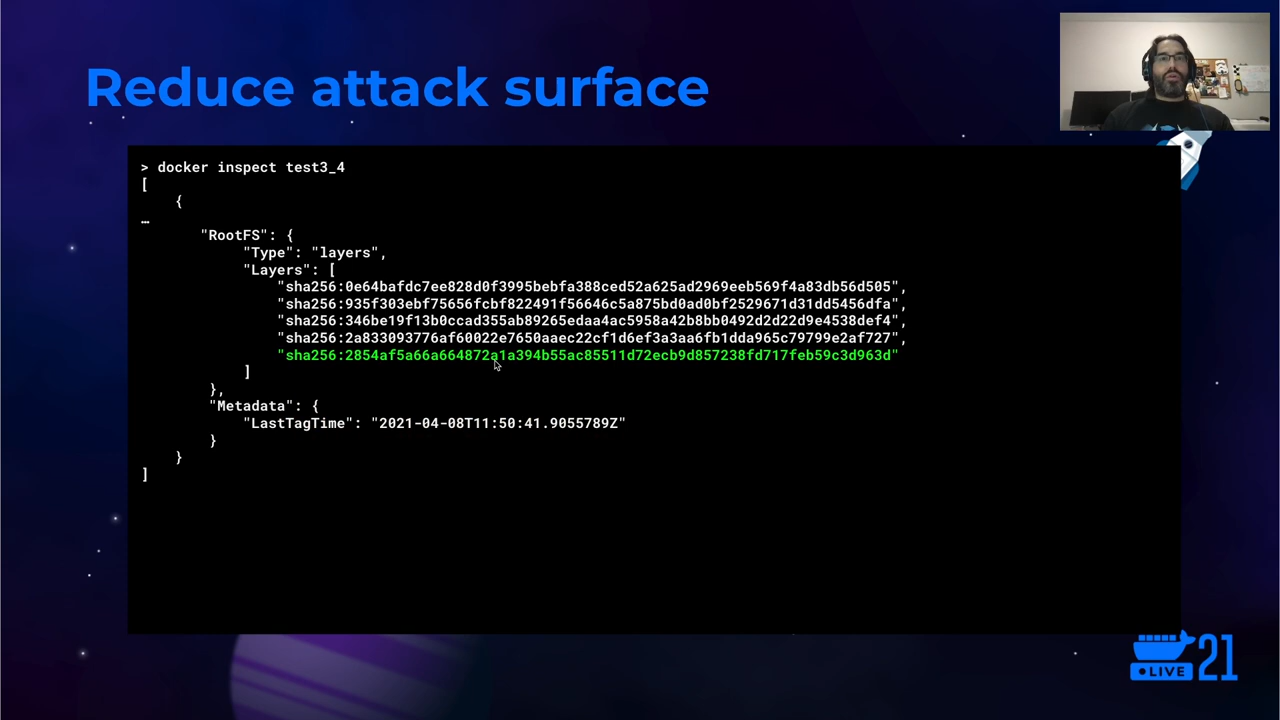 Reduce attack surface
> docker inspect test3_4
[
{
…
"RootFS": {
"Type": "layers",
"Layers": [
"sha256:0e64bafdc7ee828d0f3995bebfa388ced52a625ad2969eeb569f4a83db56d505",
"sha256:935f303ebf75656fcbf822491f56646c5a875bd0ad0bf2529671d31dd5456dfa",
"sha256:346be19f13b0ccad355ab89265edaa4ac5958a42b8bb0492d2d22d9e4538def4",
"sha256:2a833093776af60022e7650aaec22cf1d6ef3a3aa6fb1dda965c79799e2af727",
"sha256:2854af5a66a664872a1a394b55ac85511d72ecb9d857238fd717feb59c3d963d"
]
},
"Metadata": {
"LastTagTime": "2021-04-08T11:50:41.9055789Z"
}
}
]
LIVE 21